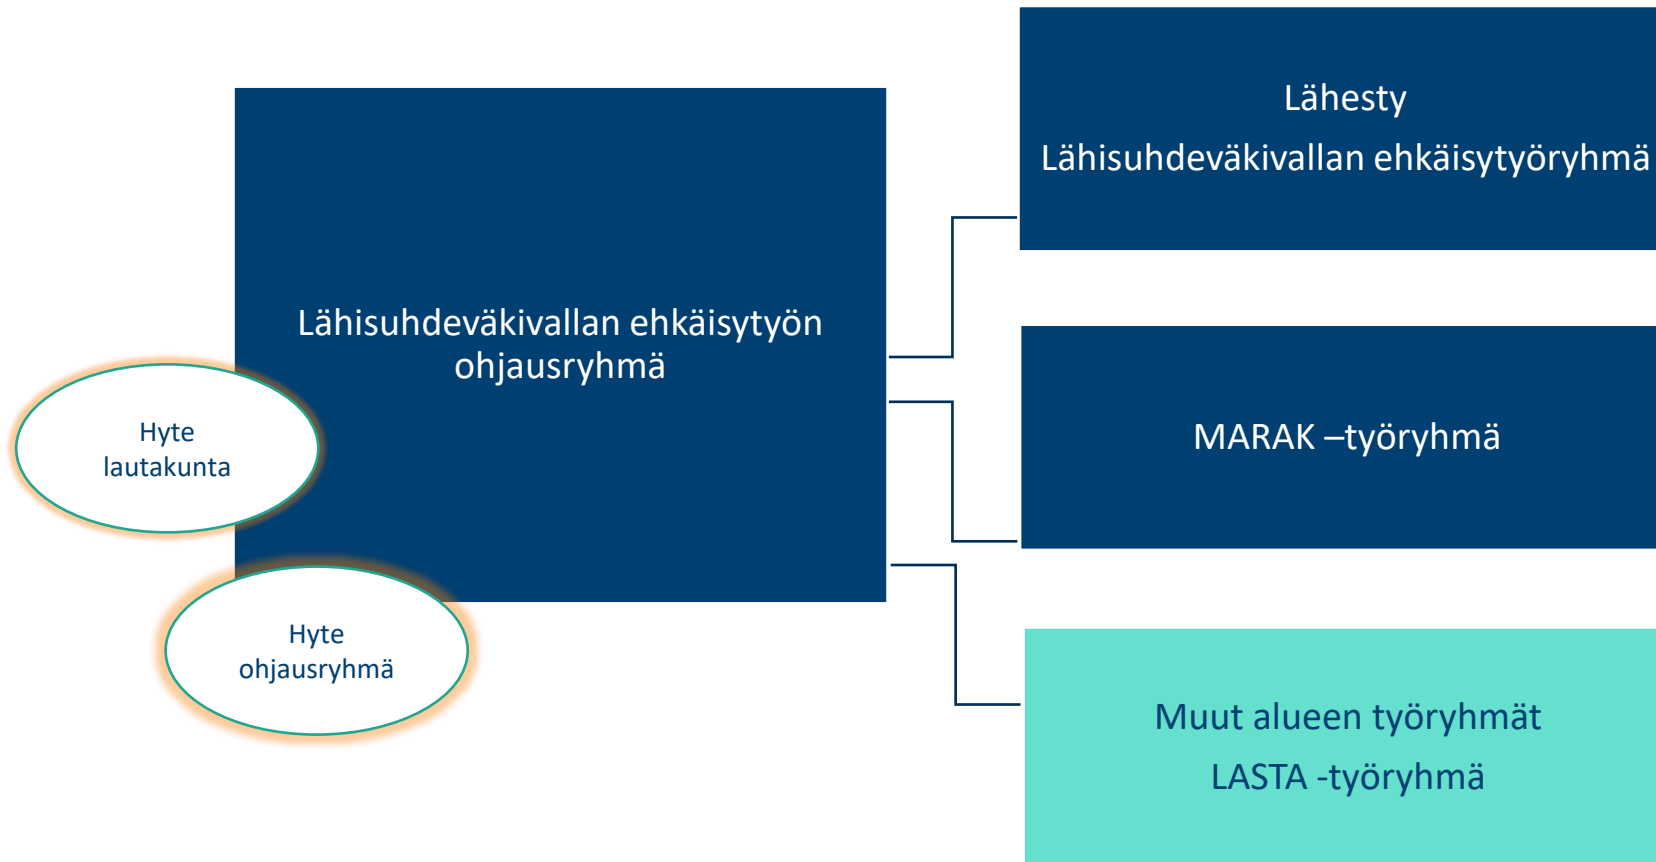 Lähesty
Lähisuhdeväkivallan ehkäisytyöryhmä
Lähisuhdeväkivallan ehkäisytyön
ohjausryhmä
Hyte
lautakunta
MARAK –työryhmä
Hyte
ohjausryhmä
Muut alueen työryhmät
LASTA -työryhmä